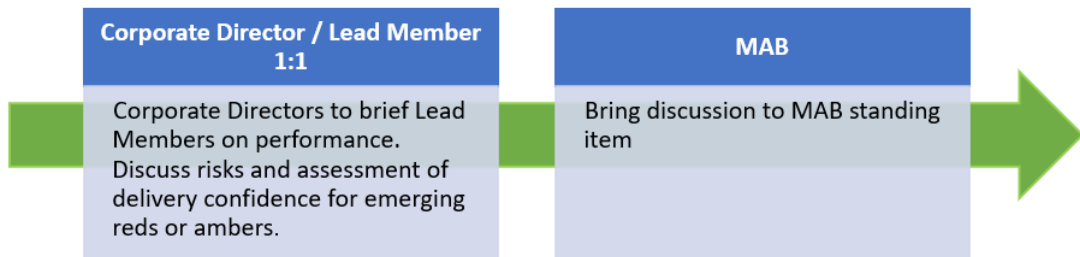 Corporate Director / Lead Member
1:1
Corporate Directors to brief Lead
Members on performance.
Discuss risks and assessment of
delivery confidence for emerging
reds or ambers.
MAB
Bring discussion to MAB standing
item